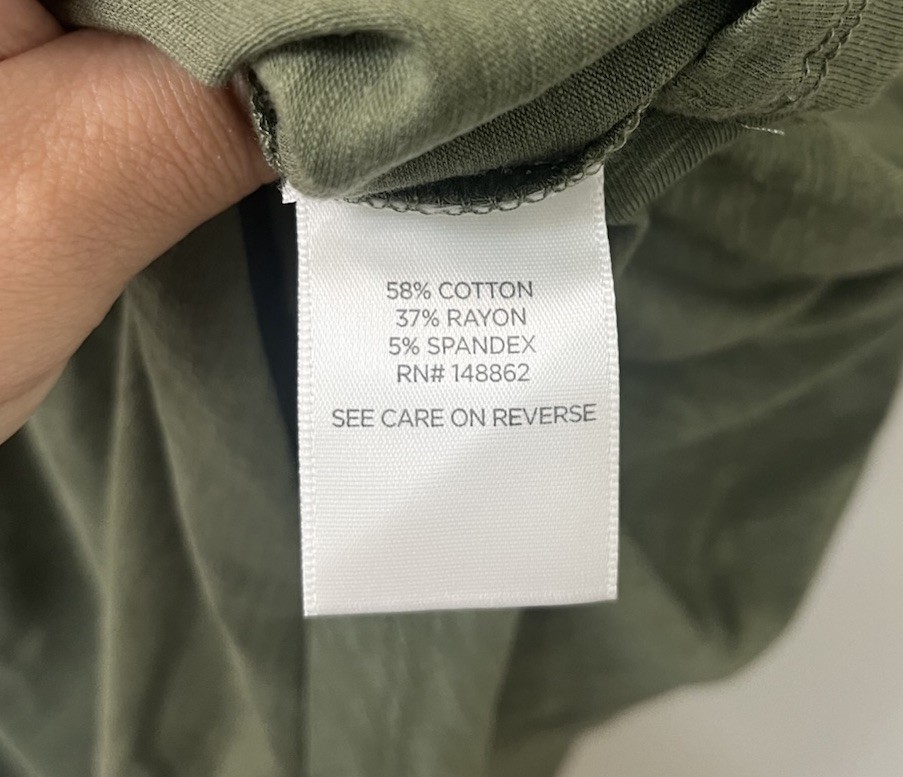 58% COTTON
37% RAYON
5% SPANDEX
RN# 148862
SEE CARE ON REVERSE